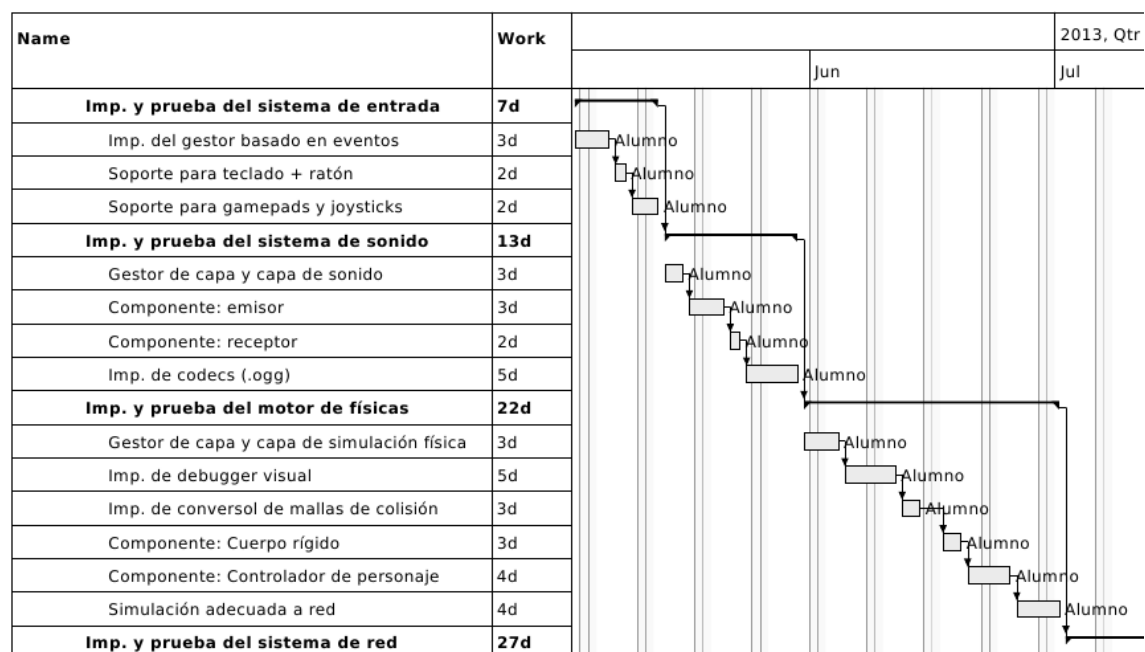 Name Work 2013, Qtr
Jun Jul
Imp. y prueba del sistema de entrada 7d
Imp. del gestor basado en eventos 3d Alumno
Soporte para teclado + ratón 2d Alumno
Soporte para gamepads y joysticks 2d Alumno
Imp. y prueba del sistema de sonido 13d
Gestor de capa y capa de sonido 3d Alumno
Componente: emisor 3d Alumno
Componente: receptor 2d Alumno
Imp. de codecs (.ogg) 5d Alumno
Imp. y prueba del motor de físicas 22d
Gestor de capa y capa de simulación física 3d Alumno
Imp. de debugger visual 5d Alumno
Imp. de conversol de mallas de colisión 3d Alumno
Componente: Cuerpo rígido 3d Alumno
Componente: Controlador de personaje 4d Alumno
Simulación adecuada a red 4d Alumno
Imp. y prueba del sistema de red 27d